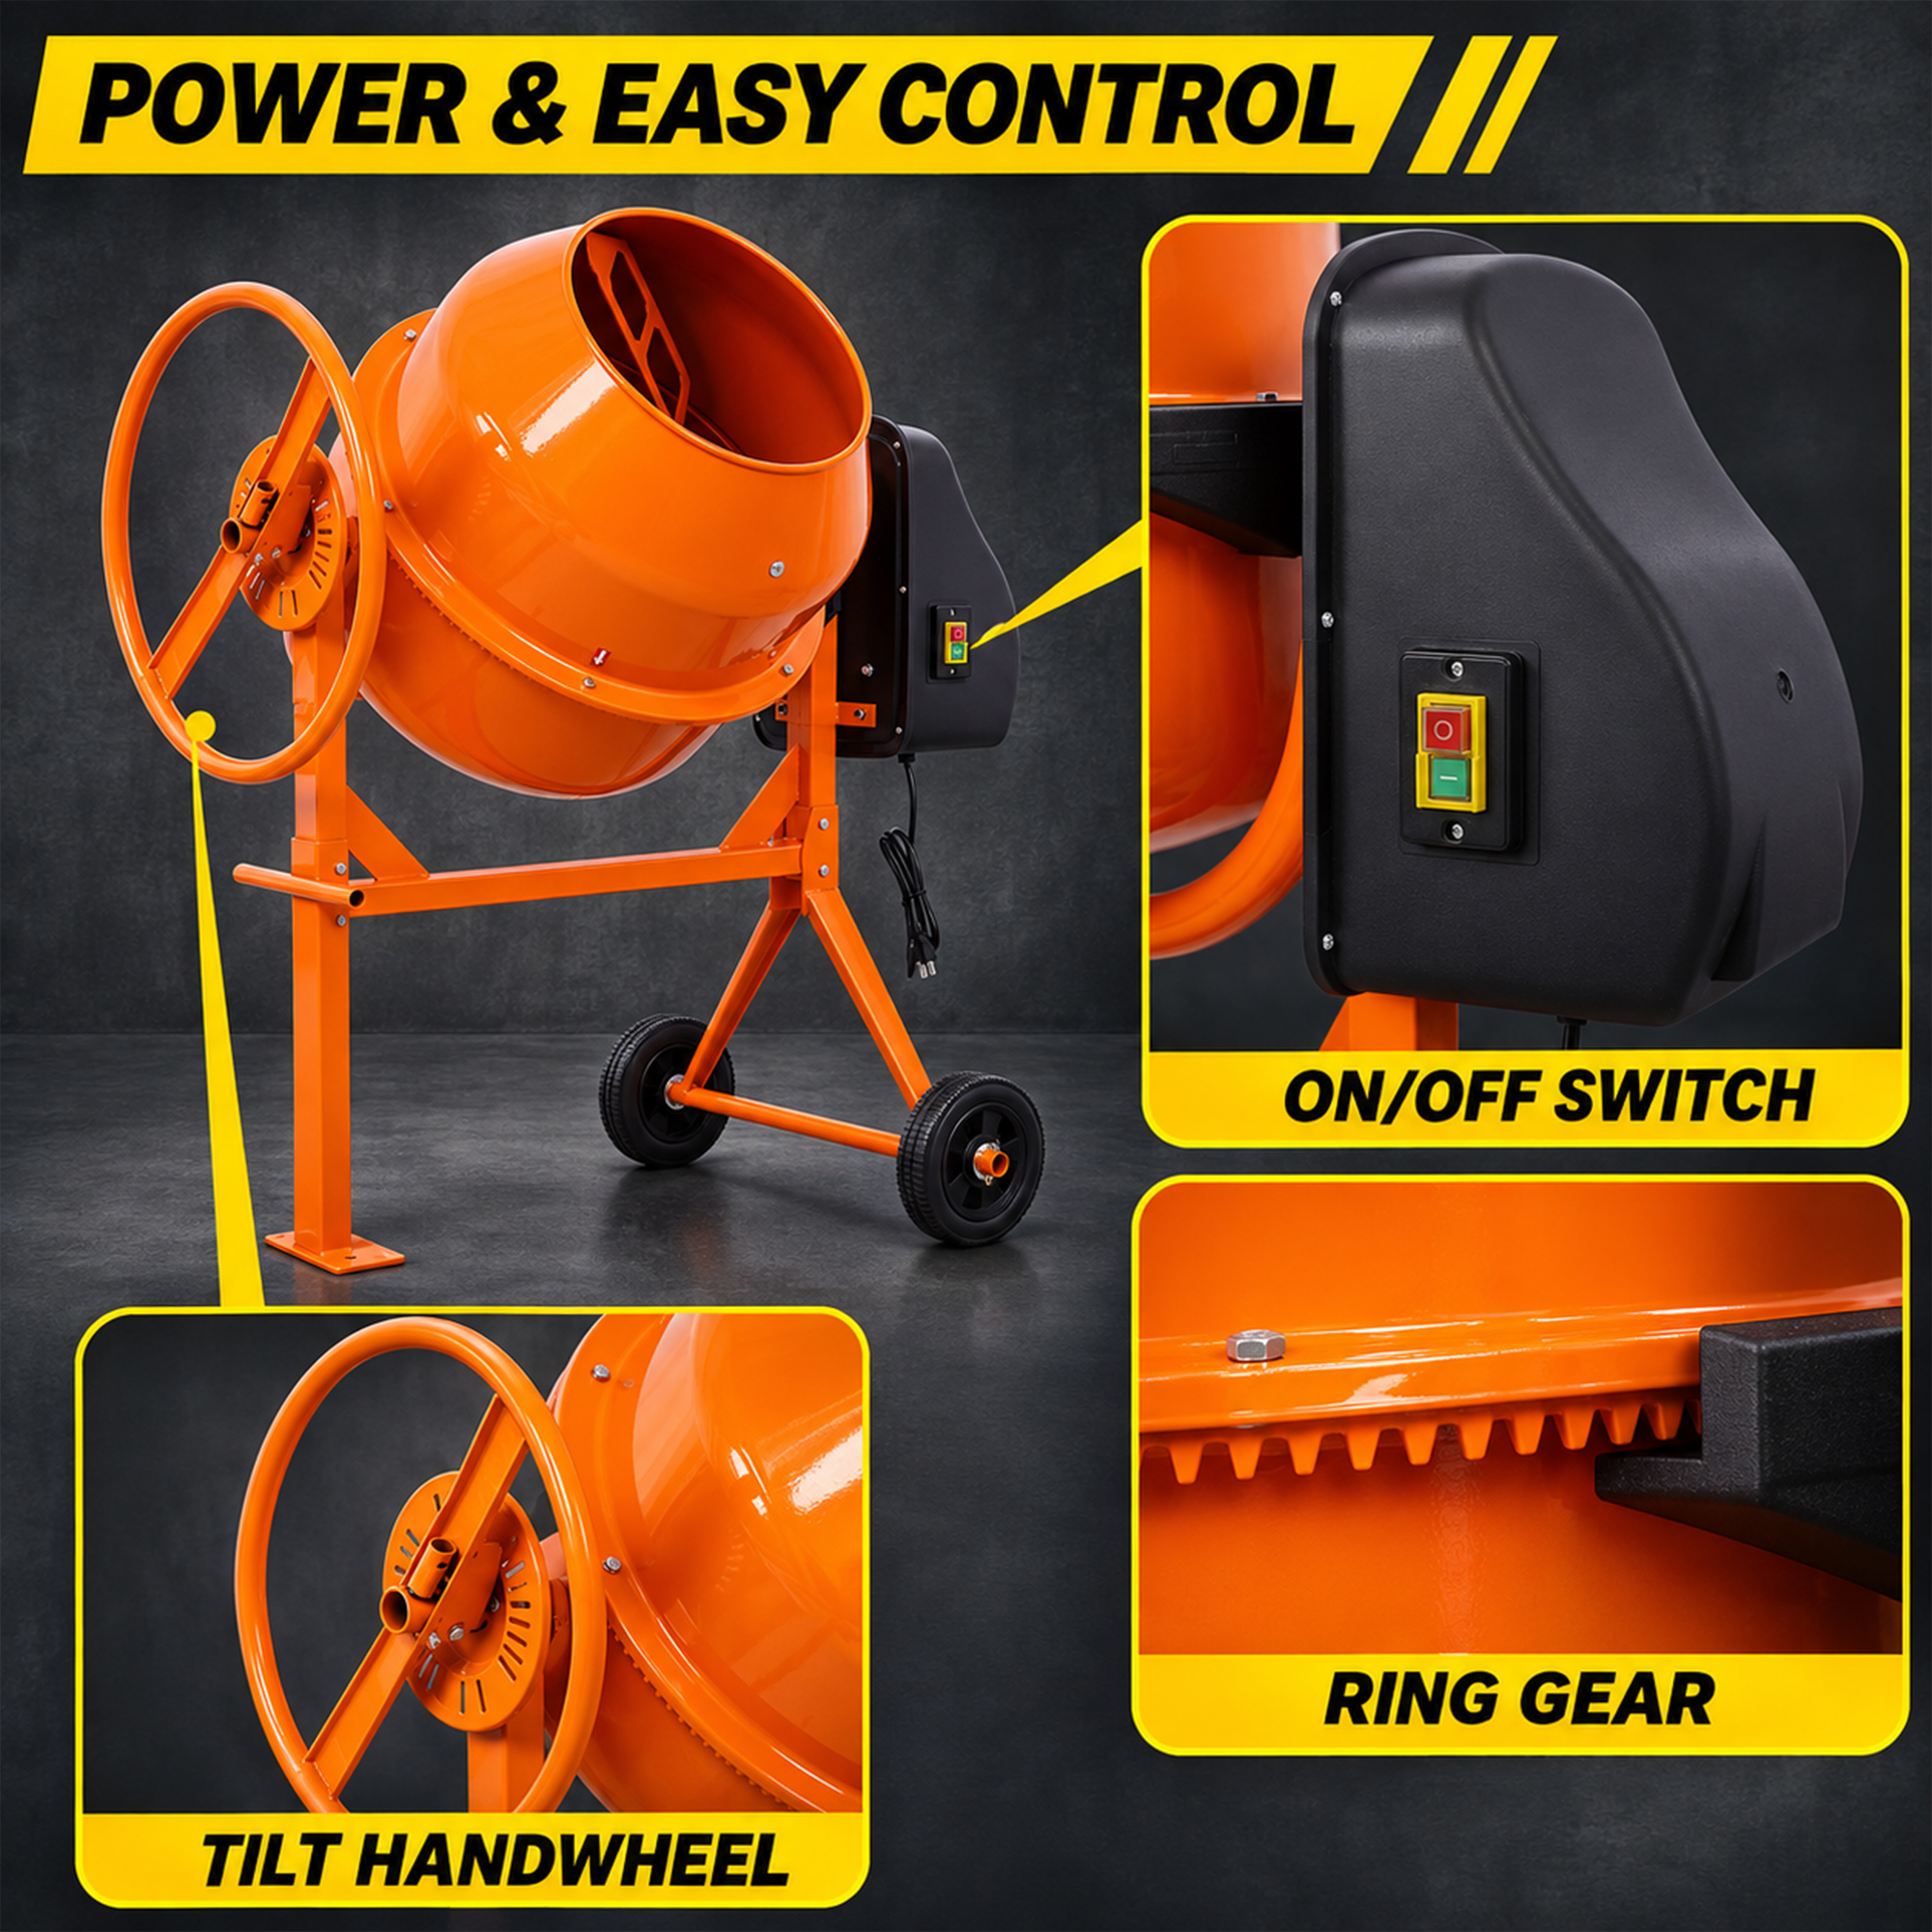 POWER & EASY CONTROL
ON/OFF SWITCH
RING GEAR
TILT HANDWHEEL